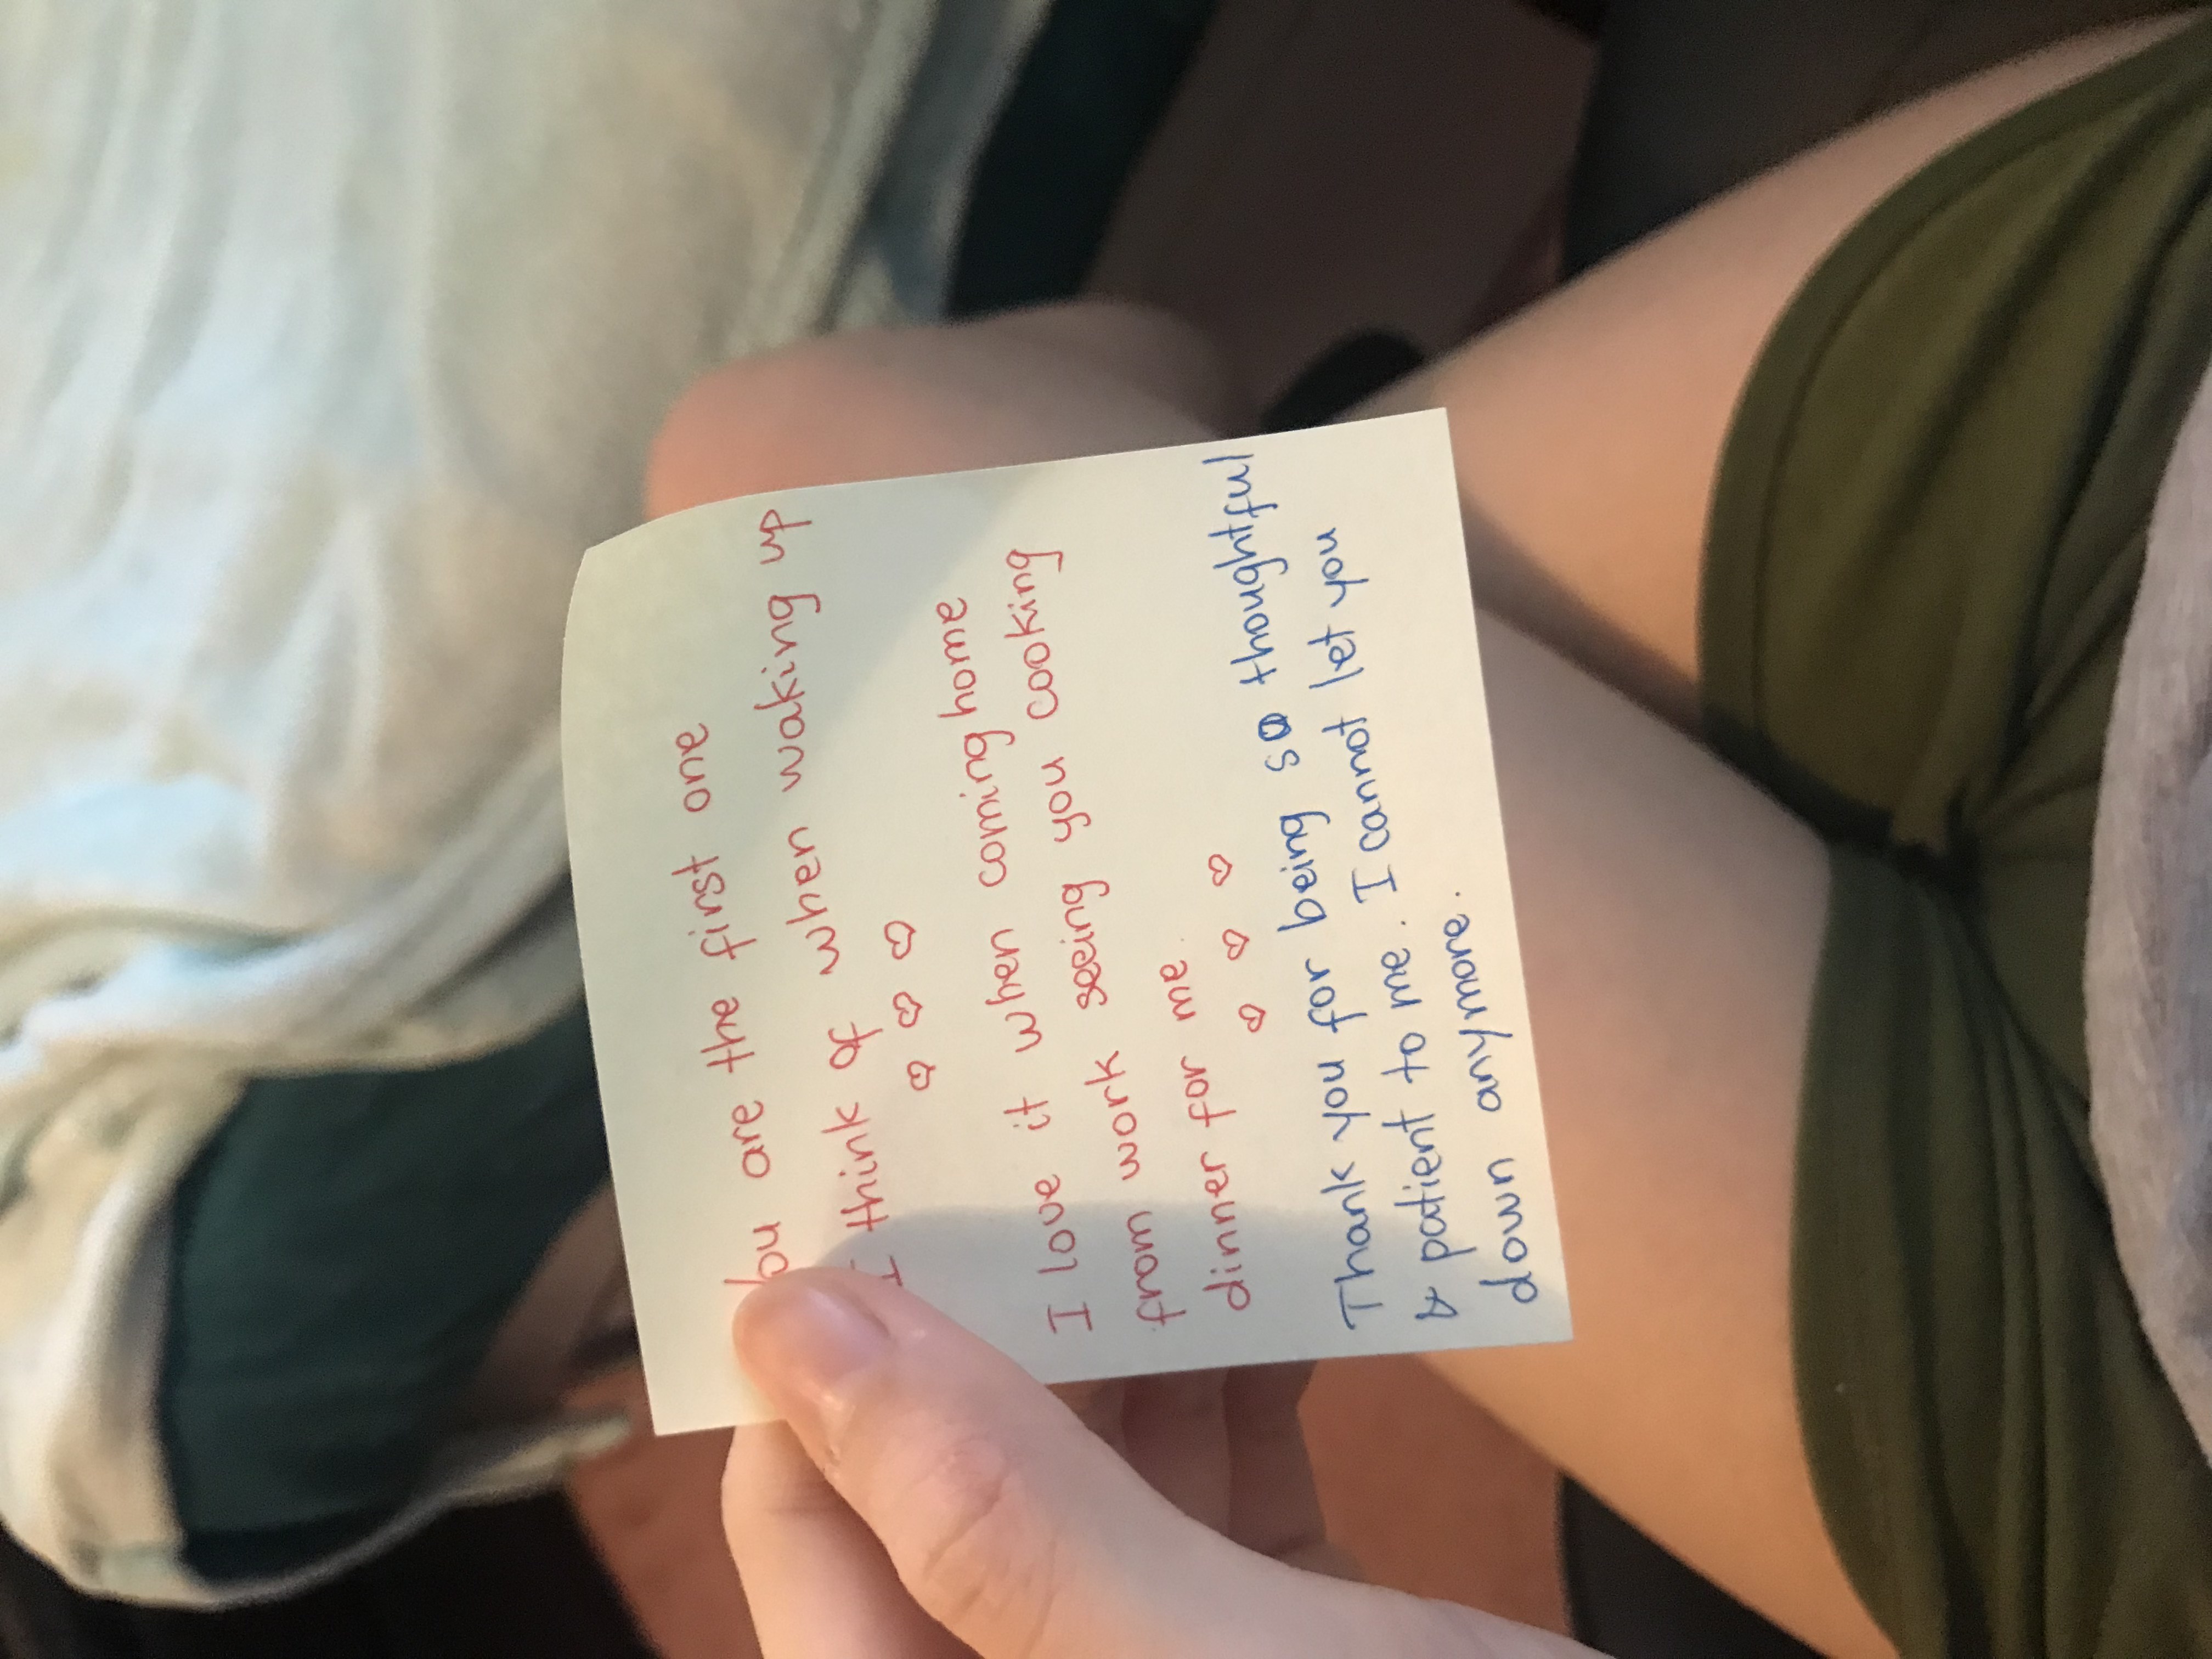 You are the first one
I think of when waking up
♡ ♡ ♡
I love it when coming home
from work seeing you cooking
dinner for me.
♡ ♡ ♡
Thank you for being so thoughtful
& patient to me. I cannot let you
down anymore.